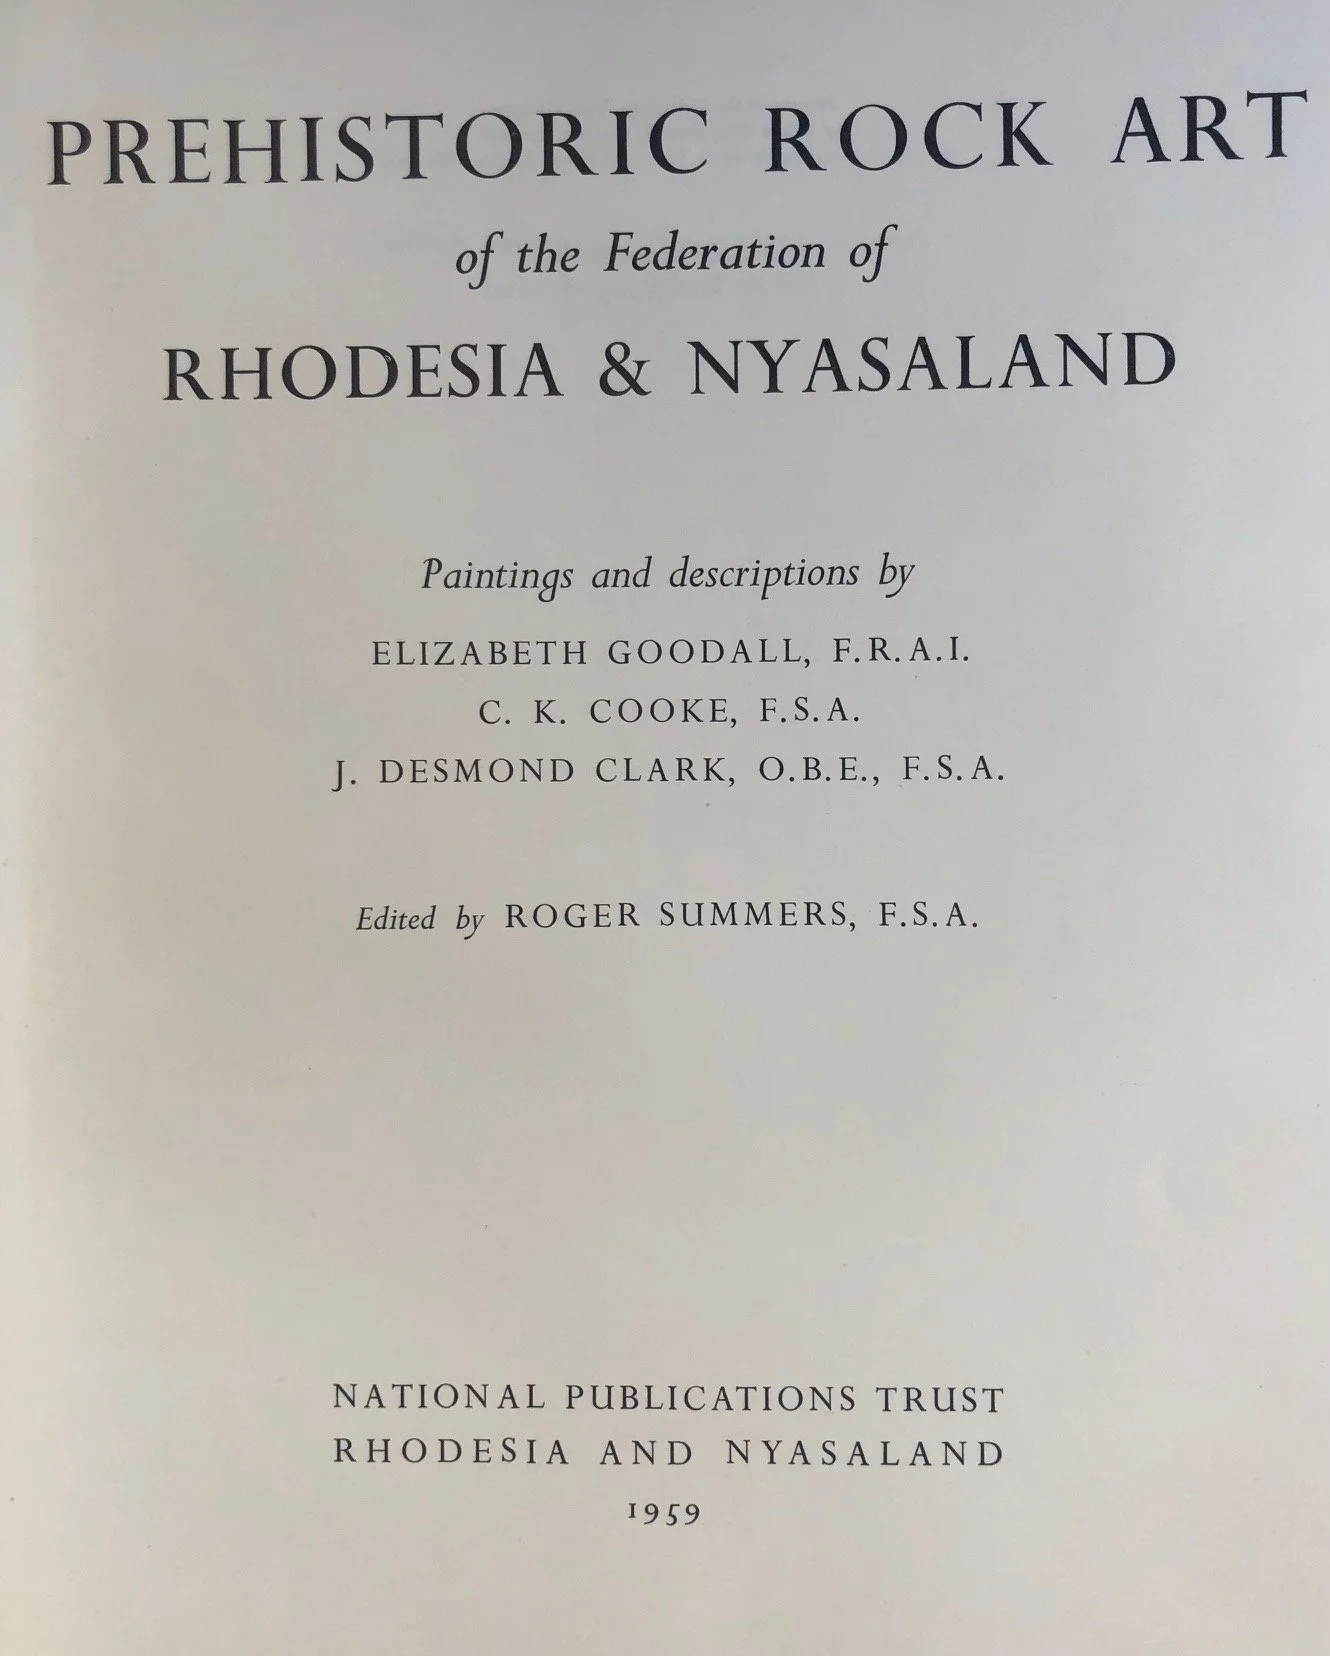 PREHISTORIC ROCK ART
of the Federation of
RHODESIA & NYASALAND
Paintings and descriptions by
ELIZABETH GOODALL, F.R.A.I.
C. K. COOKE, F.S.A.
J. DESMOND CLARK, O.B.E., F.S.A.
Edited by ROGER SUMMERS, F.S.A.
NATIONAL PUBLICATIONS TRUST
RHODESIA AND NYASALAND
1959